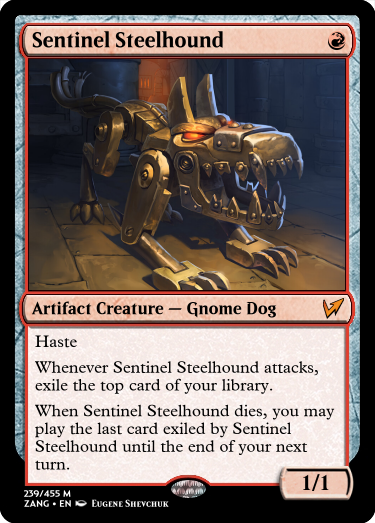 Sentinel Steelhound
Artifact Creature — Gnome Dog
Haste
Whenever Sentinel Steelhound attacks,
exile the top card of your library.
When Sentinel Steelhound dies, you may
play the last card exiled by Sentinel
Steelhound until the end of your next
turn.
1/1
239/455 M
ZANG • EN Eugene Shevchuk